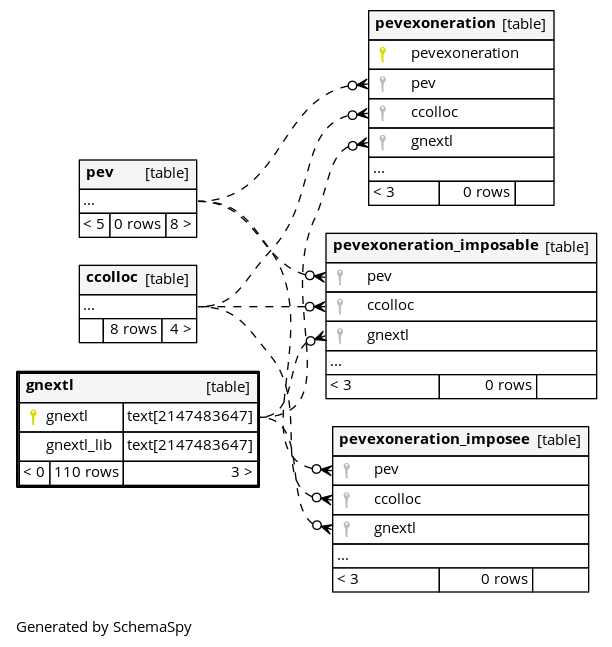 pevexoneration [table]
pevexoneration
pev
ccolloc
gnextl
...
< 3 0 rows
pev [table]
...
< 5 0 rows 8 >
pevexoneration_imposable [table]
pev
ccolloc
gnextl
...
< 3 0 rows
ccolloc [table]
...
8 rows 4 >
gnextl [table]
gnextl text[2147483647]
gnextl_lib text[2147483647]
< 0 110 rows 3 >
pevexoneration_imposee [table]
pev
ccolloc
gnextl
...
< 3 0 rows
Generated by SchemaSpy